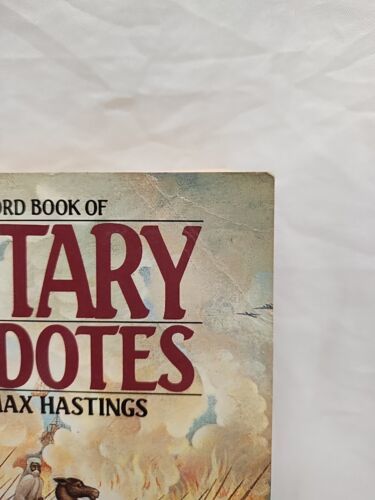 ORD BOOK OF
TARY
DOTES
MAX HASTINGS